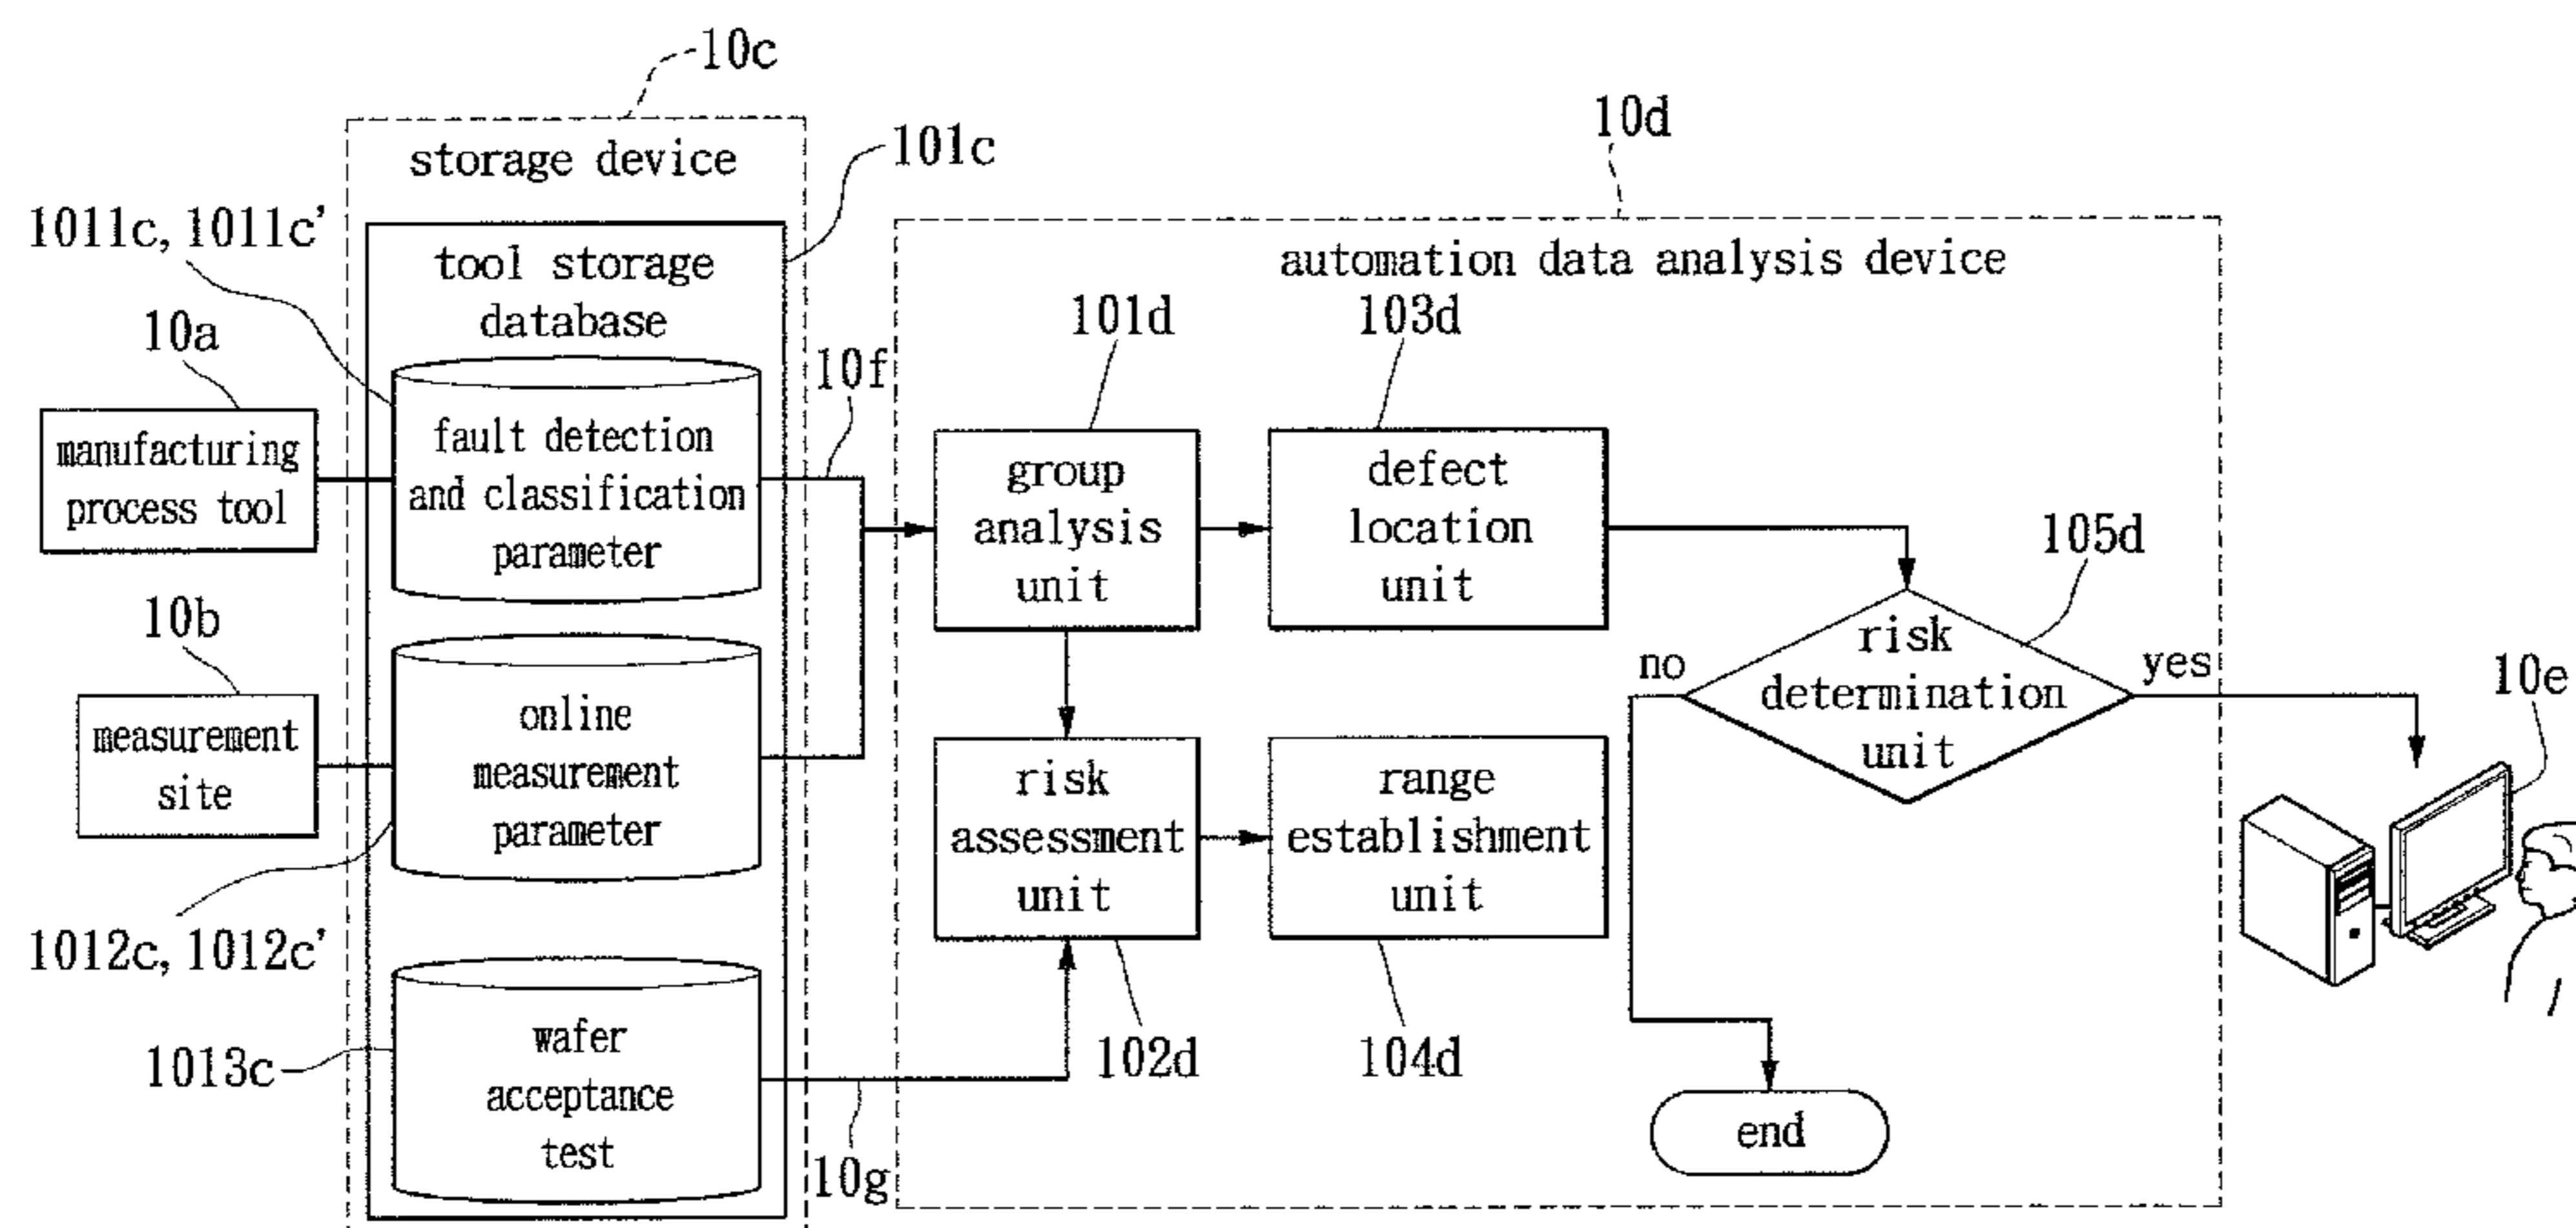 10c
storage device
101c
10d
1011c, 1011c'
tool storage
database
automation data analysis device
10a
10f
101d
103d
manufacturing
process tool
fault detection
and classification
parameter
group
analysis
unit
defect
location
unit
105d
10b
measurement
site
online
measurement
parameter
risk
assessment
unit
range
establishment
unit
no
risk
determination
unit
yes
10e
1012c, 1012c'
1013c
wafer
acceptance
test
102d
104d
10g
end